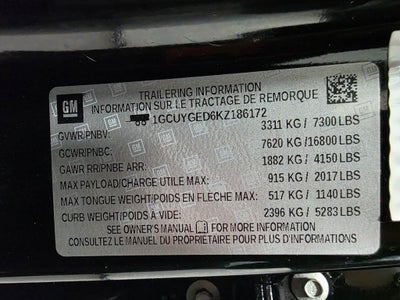 GM
TRAILERING INFORMATION
INFORMATION SUR LE TRACTAGE DE REMORQUE
1GCUYGED6KZ186172
GVWR/PNBV: 3311 KG / 7300 LBS
GCWR/PNBC: 7620 KG /16800 LBS
GAWR RR/PNBE ARR: 1882 KG / 4150 LBS
MAX PAYLOAD/CHARGE UTILE MAX 915 KG / 2017 LBS
MAX TONGUE WEIGHT/POIDS EN FLECHE MAX: 517 KG / 1140 LBS
CURB WEIGHT/POIDS À VIDE: 2396 KG / 5283 LBS
SEE OWNER'S MANUAL FOR MORE INFORMATION
CONSULTEZ LE MANUEL DU PROPRIETAIRE POUR PLUS D'INFORMATION